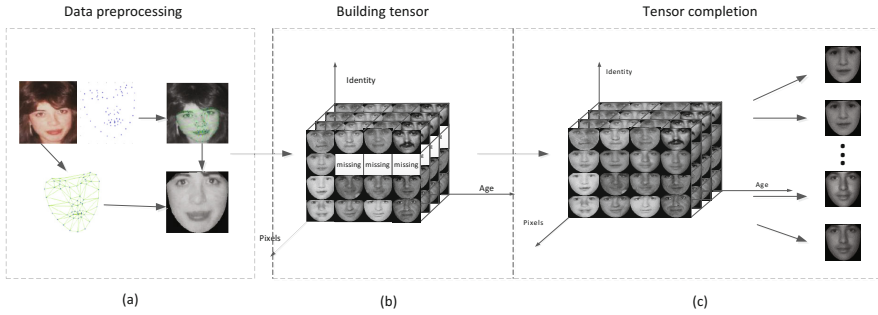 Data preprocessing
Building tensor
Tensor completion
Identity
missing missing missing
Age
Pixels
Identity
Age
Pixels
(a)
(b)
(c)